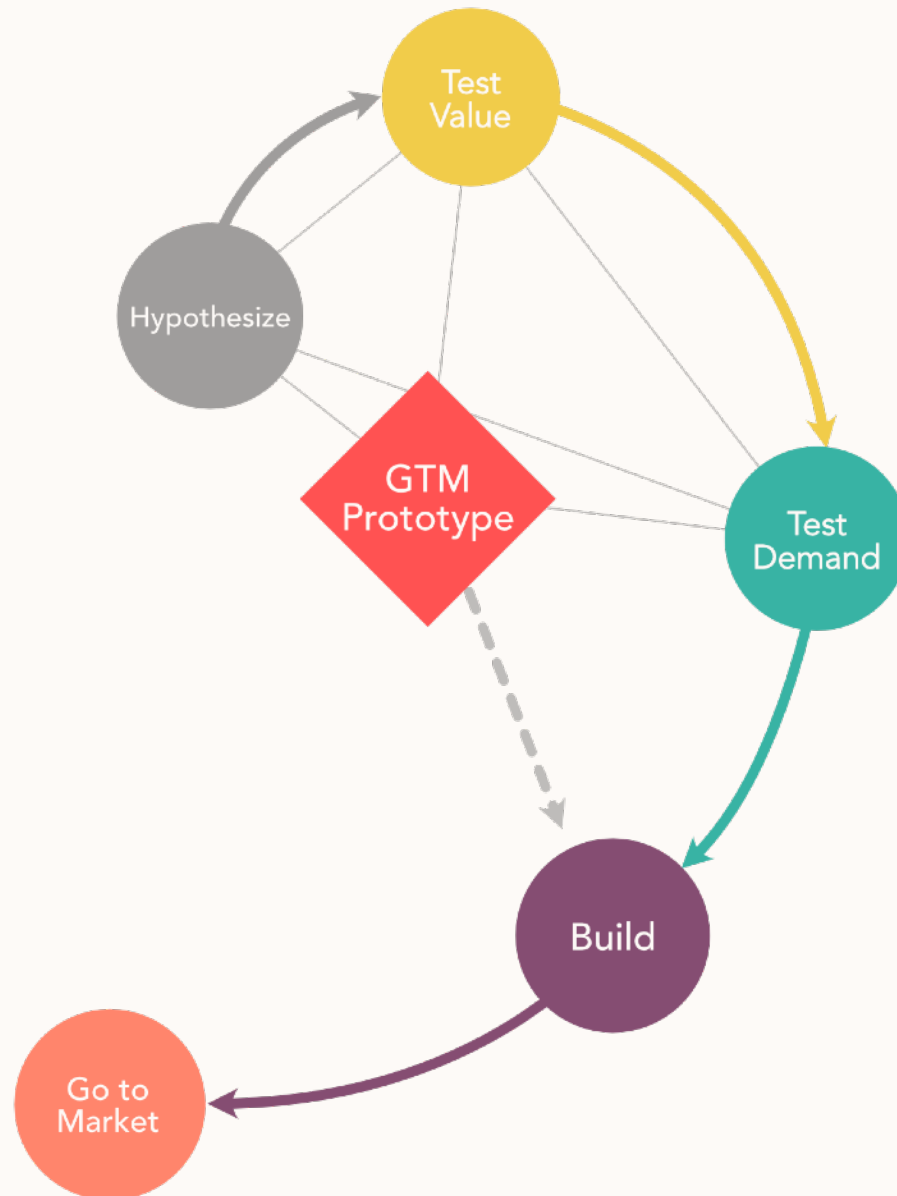 Test
Value
Hypothesize
GTM
Prototype
Test
Demand
Build
Go to
Market